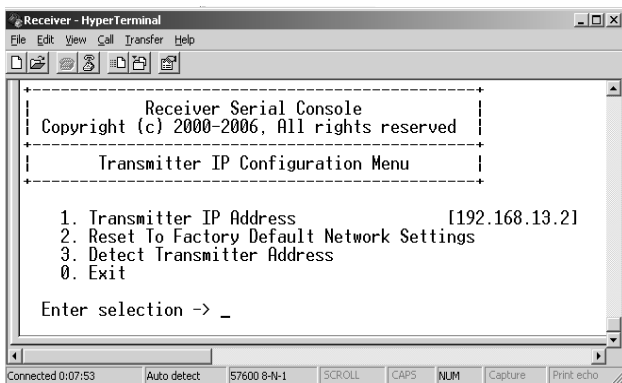 Receiver - HyperTerminal
File Edit View Call Transfer Help
Receiver Serial Console
Copyright (c) 2000-2006, All rights reserved
Transmitter IP Configuration Menu
1. Transmitter IP Address [192.168.13.2]
2. Reset To Factory Default Network Settings
3. Detect Transmitter Address
0. Exit
Enter selection -> _
Connected 0:07:53 Auto detect 57600 8-N-1 SCROLL CAPS NUM Capture Print echo